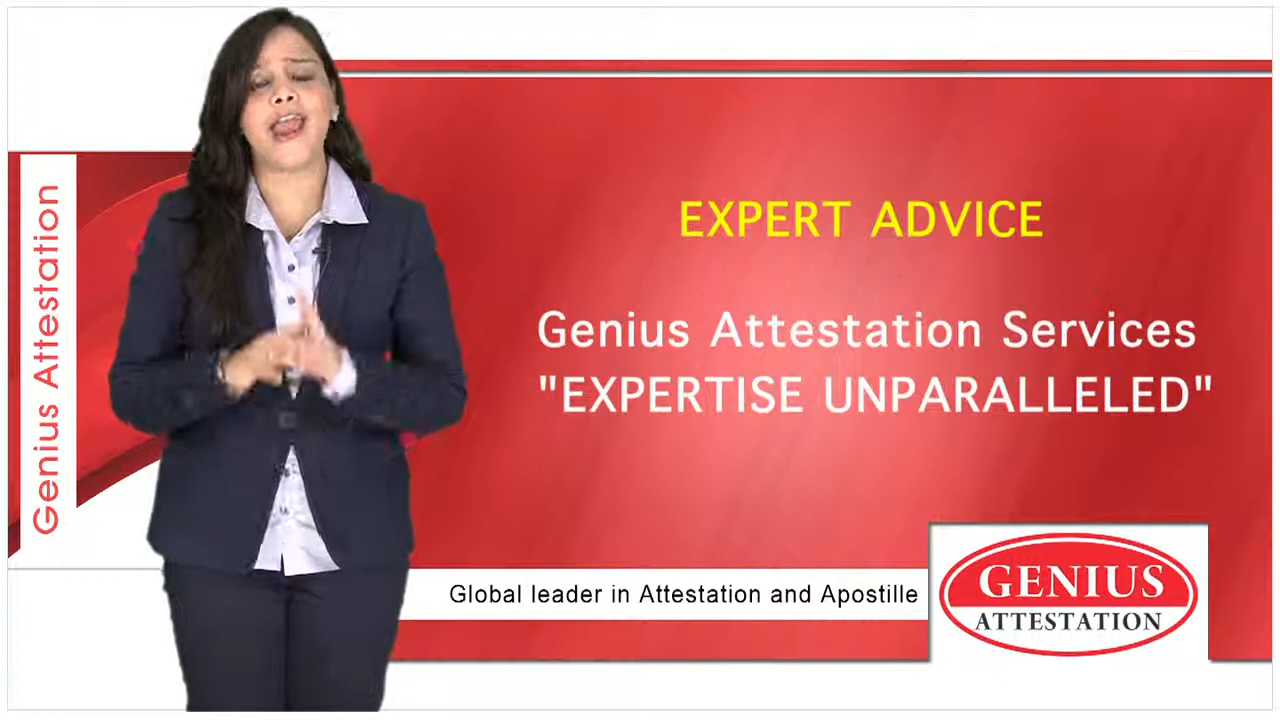 Genius Attestation
EXPERT ADVICE
Genius Attestation Services
"EXPERTISE UNPARALLELED"
Global leader in Attestation and Apostille
GENIUS
ATTESTATION